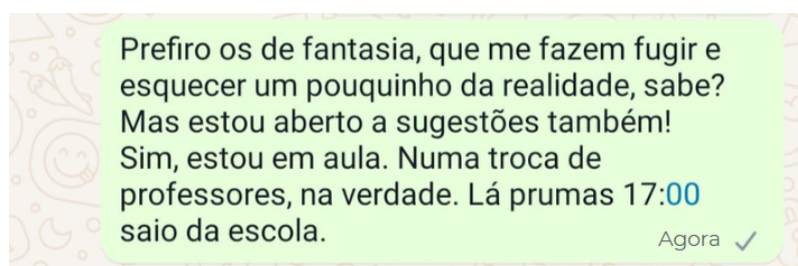 Prefiro os de fantasia, que me fazem fugir e
esquecer um pouquinho da realidade, sabe?
Mas estou aberto a sugestões também!
Sim, estou em aula. Numa troca de
professores, na verdade. Lá prumas 17:00
saio da escola.
Agora